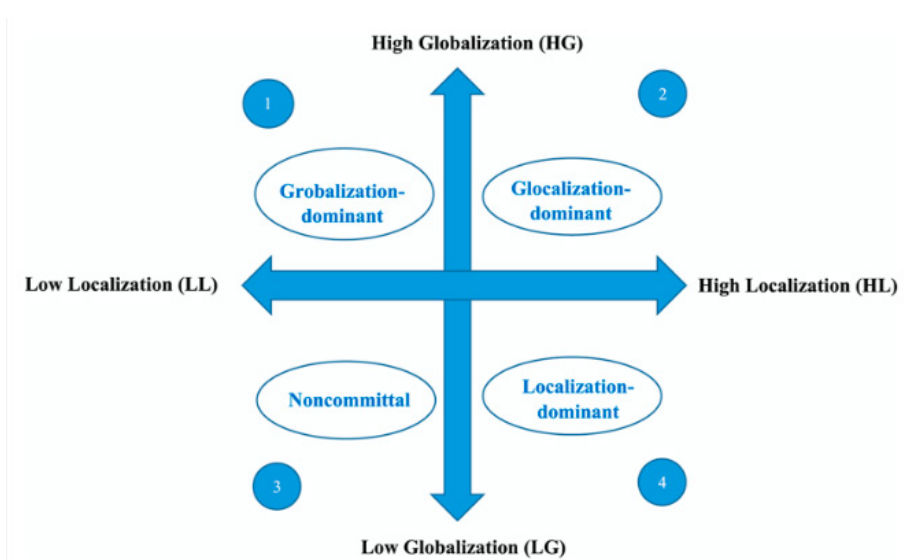 High Globalization (HG)
1
2
Grobalization-
dominant
Glocalization-
dominant
Low Localization (LL)
High Localization (HL)
Noncommittal
Localization-
dominant
3
4
Low Globalization (LG)